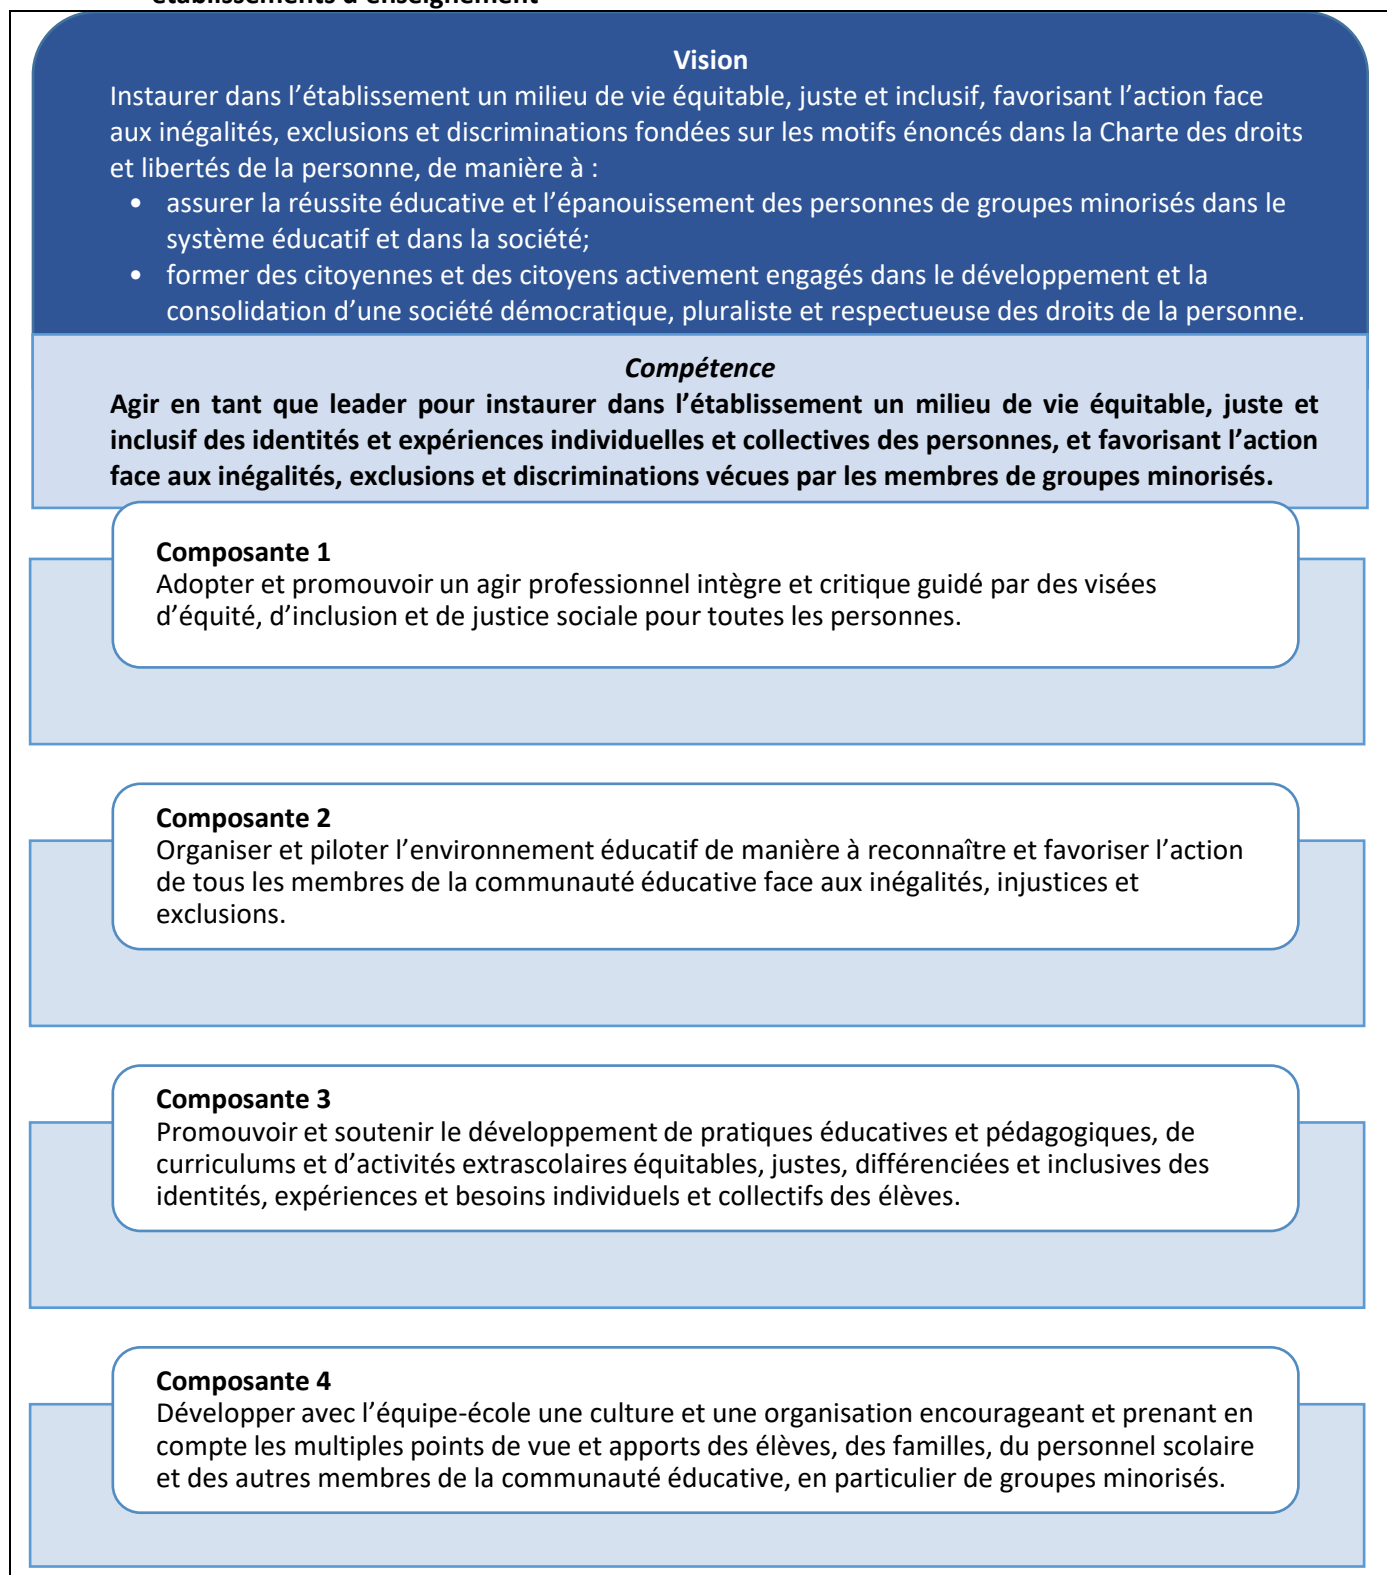 établissements d'enseignement
Vision
Instaurer dans l’établissement un milieu de vie équitable, juste et inclusif, favorisant l’action face
aux inégalités, exclusions et discriminations fondées sur les motifs énoncés dans la Charte des droits
et libertés de la personne, de manière à :
• assurer la réussite éducative et l’épanouissement des personnes de groupes minorisés dans le
système éducatif et dans la société;
• former des citoyennes et des citoyens activement engagés dans le développement et la
consolidation d’une société démocratique, pluraliste et respectueuse des droits de la personne.
Compétence
Agir en tant que leader pour instaurer dans l’établissement un milieu de vie équitable, juste et
inclusif des identités et expériences individuelles et collectives des personnes, et favorisant l’action
face aux inégalités, exclusions et discriminations vécues par les membres de groupes minorisés.
Composante 1
Adopter et promouvoir un agir professionnel intègre et critique guidé par des visées
d’équité, d’inclusion et de justice sociale pour toutes les personnes.
Composante 2
Organiser et piloter l’environnement éducatif de manière à reconnaître et favoriser l’action
de tous les membres de la communauté éducative face aux inégalités, injustices et
exclusions.
Composante 3
Promouvoir et soutenir le développement de pratiques éducatives et pédagogiques, de
curriculums et d’activités extrascolaires équitables, justes, différenciées et inclusives des
identités, expériences et besoins individuels et collectifs des élèves.
Composante 4
Développer avec l’équipe-école une culture et une organisation encourageant et prenant en
compte les multiples points de vue et apports des élèves, des familles, du personnel scolaire
et des autres membres de la communauté éducative, en particulier de groupes minorisés.